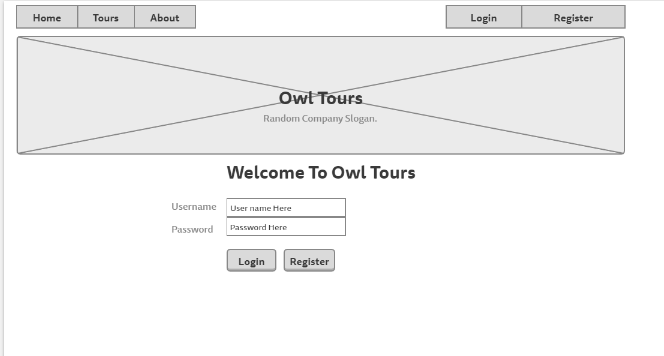 Home Tours About Login Register
Owl Tours
Random Company Slogan.
Welcome To Owl Tours
Username User name Here
Password Password Here
Login Register